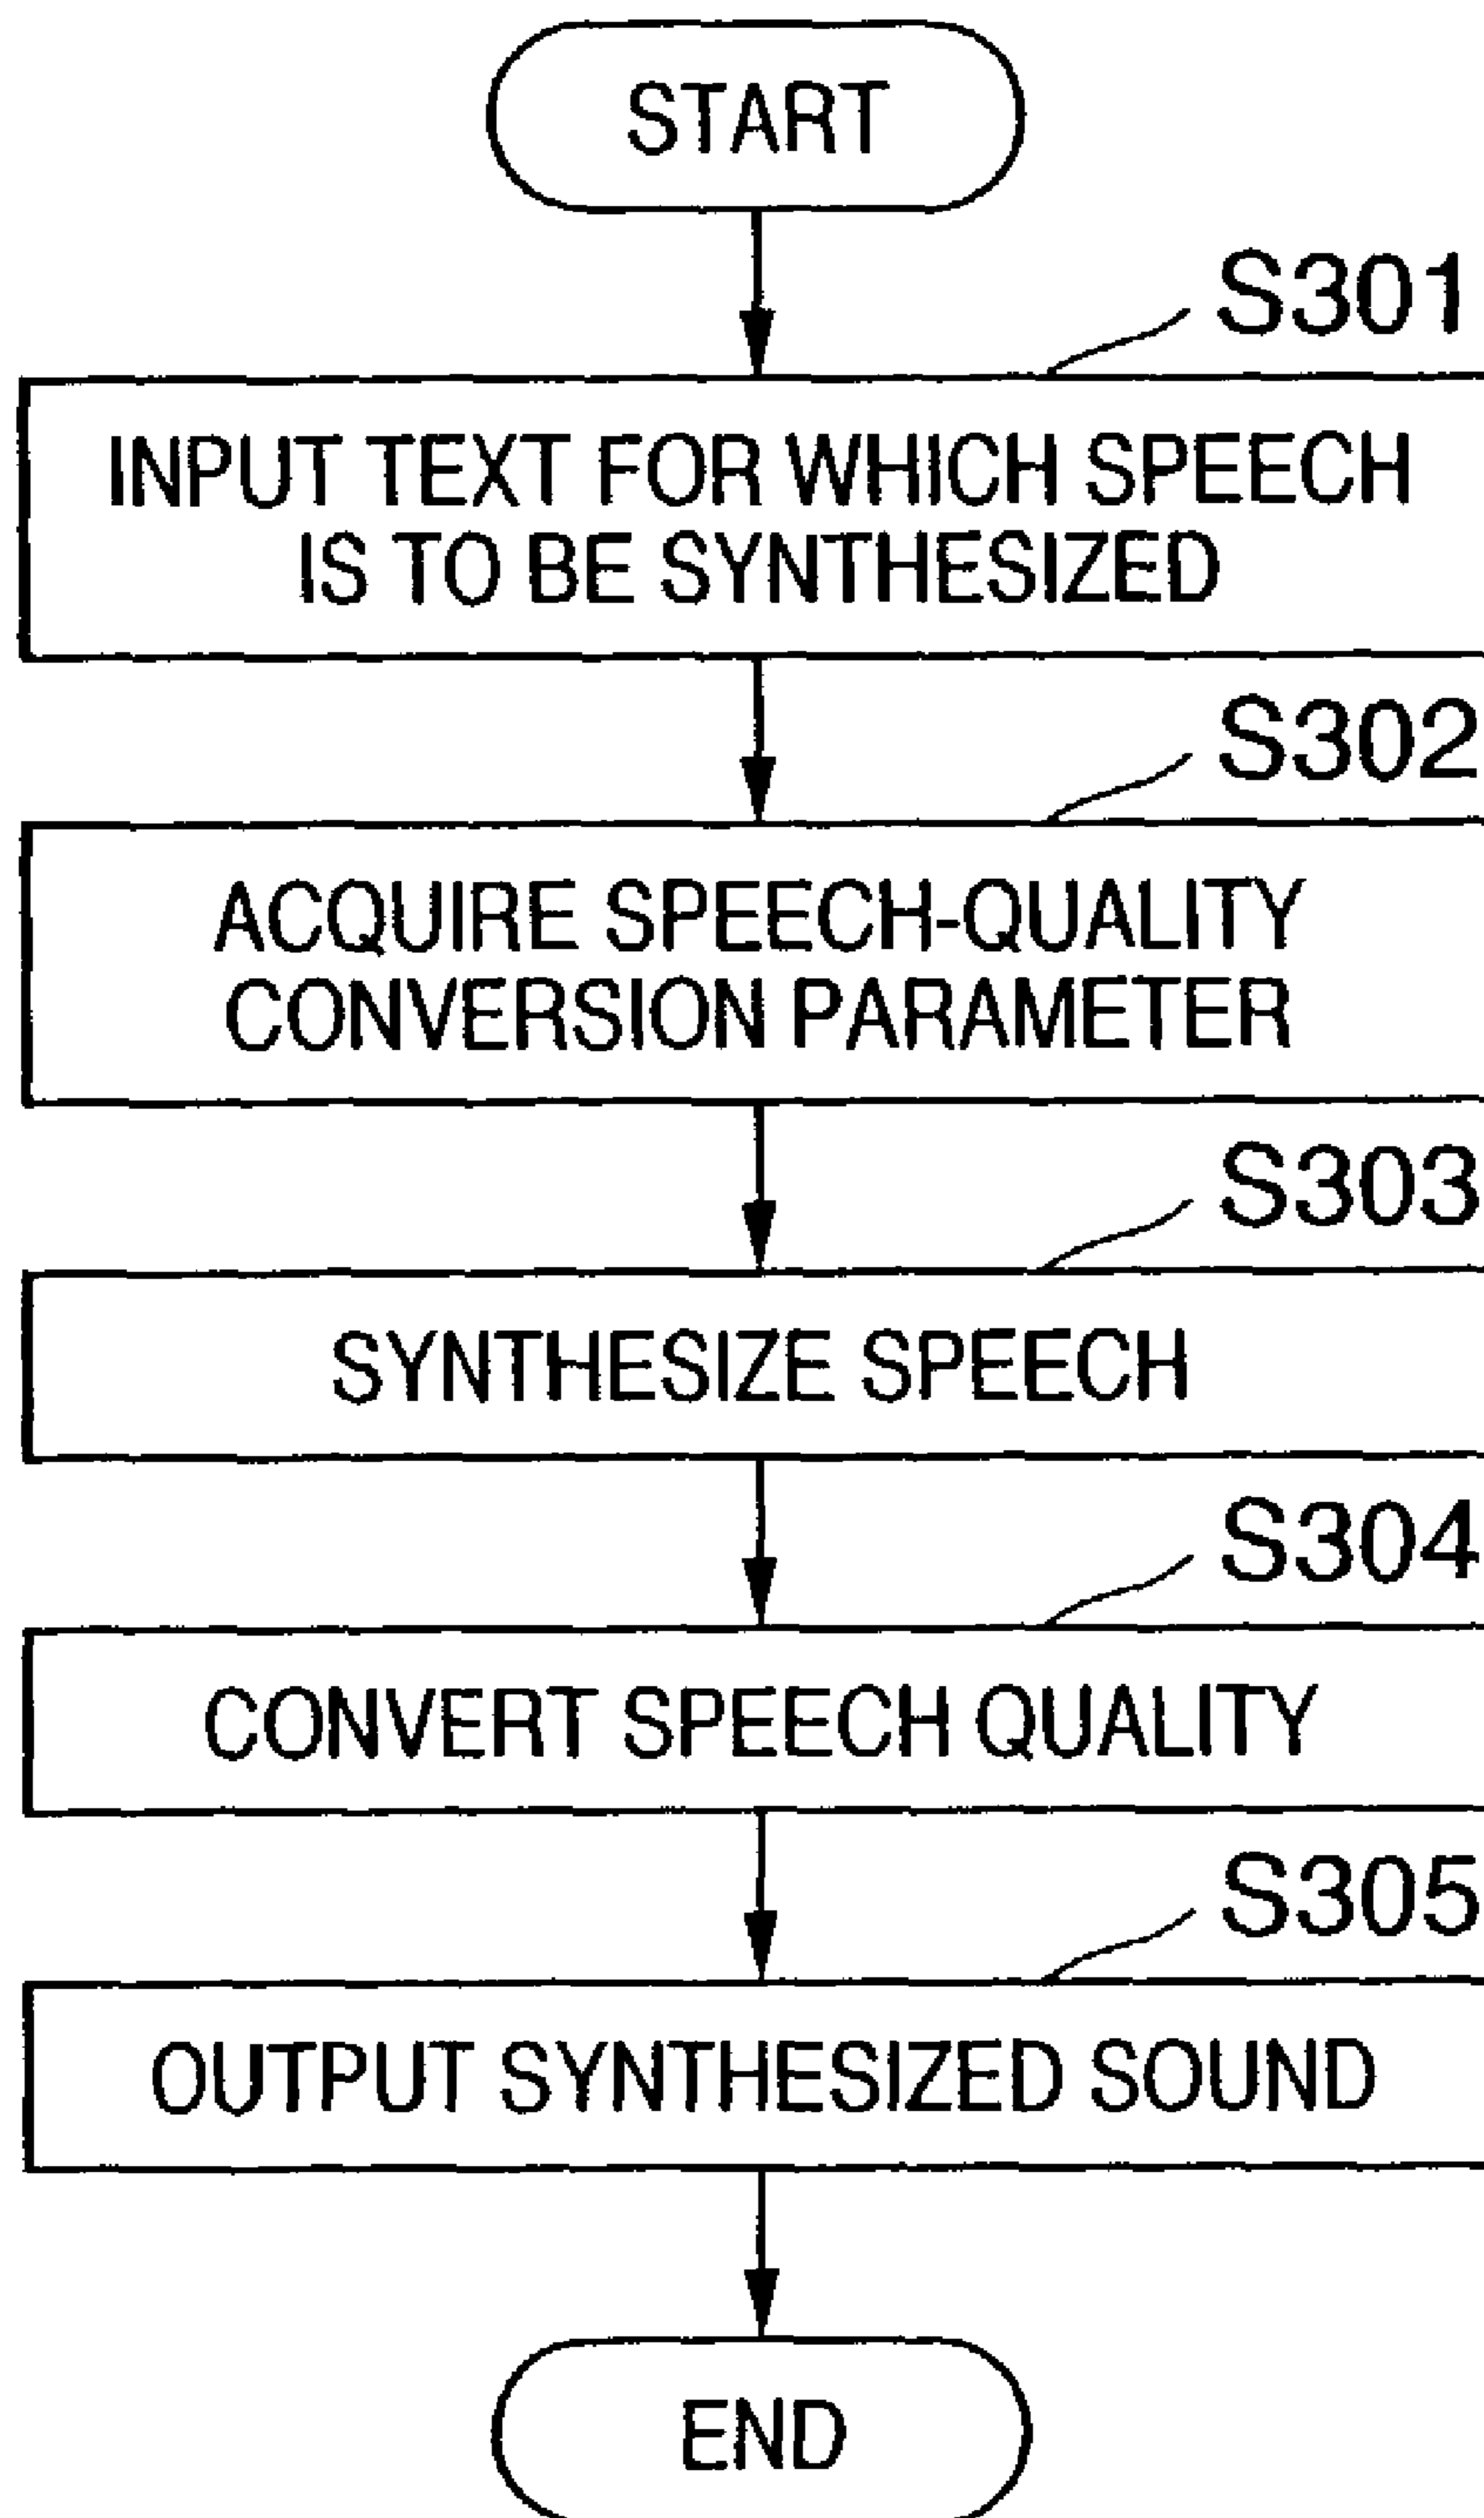 START
S301
INPUT TEXT FOR WHICH SPEECH
IS TO BE SYNTHESIZED
S302
ACQUIRE SPEECH-QUALITY
CONVERSION PARAMETER
S303
SYNTHESIZE SPEECH
S304
CONVERT SPEECH QUALITY
S305
OUTPUT SYNTHESIZED SOUND
END